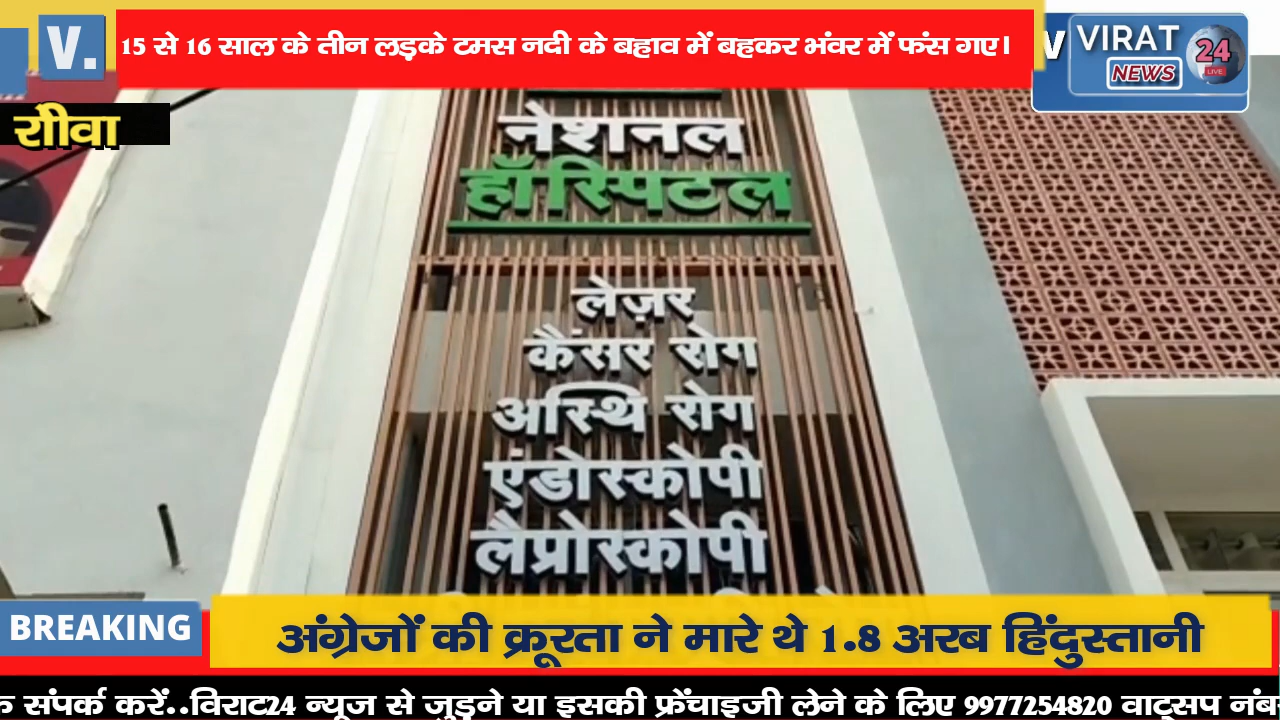 V.
15 से 16 साल के तीन लड़के टमस नदी के बहाव में बहकर भंवर में फंस गए।
VIRAT
24
NEWS
LIVE
राीवा
नेशनल
हॉस्पिटल
लेज़र
कैंसर रोग
अस्थि रोग
एंडोस्कोपी
लैप्रोस्कोपी
BREAKING
अंग्रेजों की क्रूरता ने मारे थे 1.8 अरब हिंदुस्तानी
संपर्क करें..विराट24 न्यूज से जुड़ने या इसकी फ्रेंचाइजी लेने के लिए 9977254820 वाट्सप